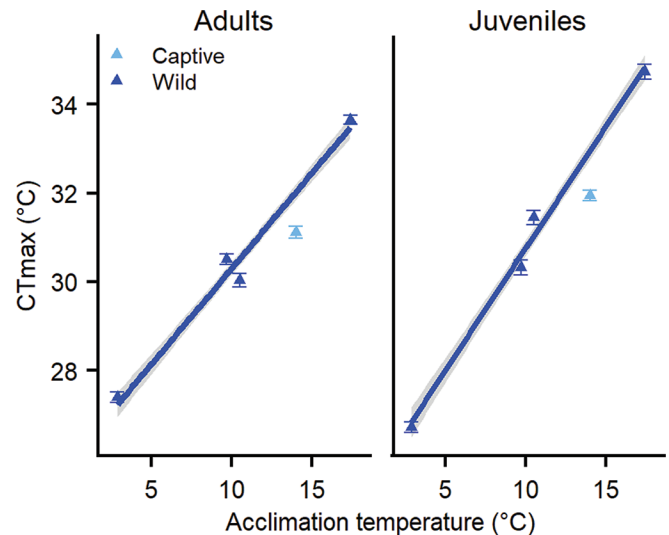 Adults
Juveniles
Captive
Wild
34
32
30
28
CTmax (°C)
5
10
15
5
10
15
Acclimation temperature (°C)